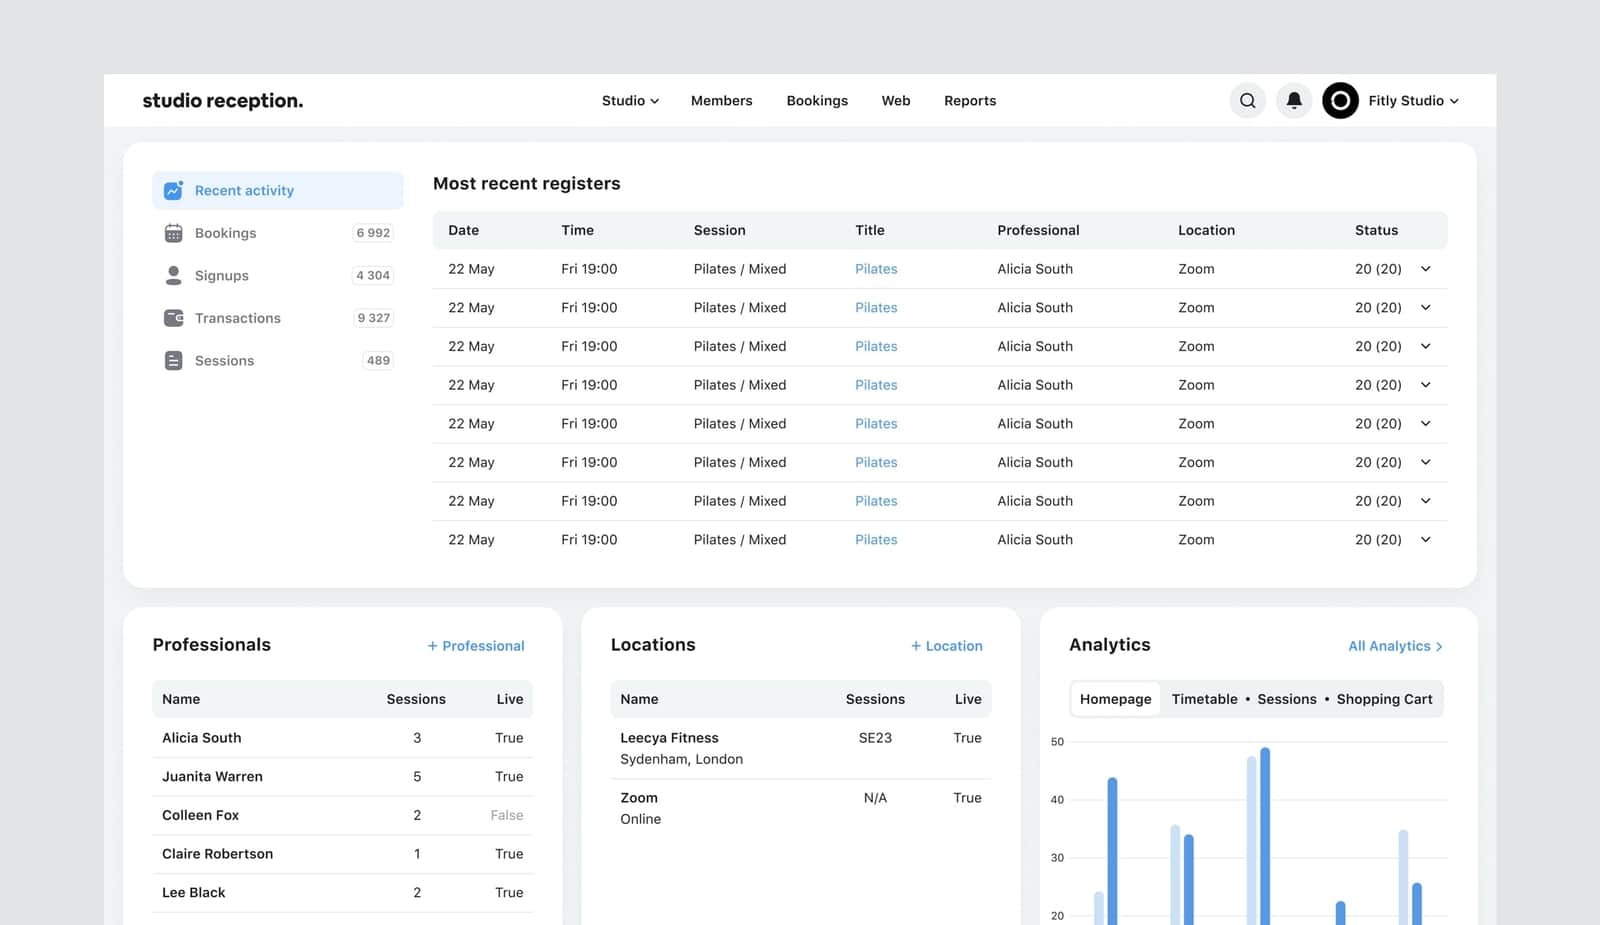 studio reception.
Studio Members Bookings Web Reports
Fitly Studio
Recent activity
Bookings 6 992
Signups 4 304
Transactions 9 327
Sessions 489
Most recent registers
Date Time Session Title Professional Location Status
22 May Fri 19:00 Pilates / Mixed Pilates Alicia South Zoom 20 (20)
22 May Fri 19:00 Pilates / Mixed Pilates Alicia South Zoom 20 (20)
22 May Fri 19:00 Pilates / Mixed Pilates Alicia South Zoom 20 (20)
22 May Fri 19:00 Pilates / Mixed Pilates Alicia South Zoom 20 (20)
22 May Fri 19:00 Pilates / Mixed Pilates Alicia South Zoom 20 (20)
22 May Fri 19:00 Pilates / Mixed Pilates Alicia South Zoom 20 (20)
22 May Fri 19:00 Pilates / Mixed Pilates Alicia South Zoom 20 (20)
22 May Fri 19:00 Pilates / Mixed Pilates Alicia South Zoom 20 (20)
Professionals + Professional
Name Sessions Live
Alicia South 3 True
Juanita Warren 5 True
Colleen Fox 2 False
Claire Robertson 1 True
Lee Black 2 True
Locations + Location
Name Sessions Live
Leecya Fitness SE23 True
Sydenham, London
Zoom N/A True
Online
Analytics All Analytics >
Homepage Timetable • Sessions • Shopping Cart
50
40
30
20